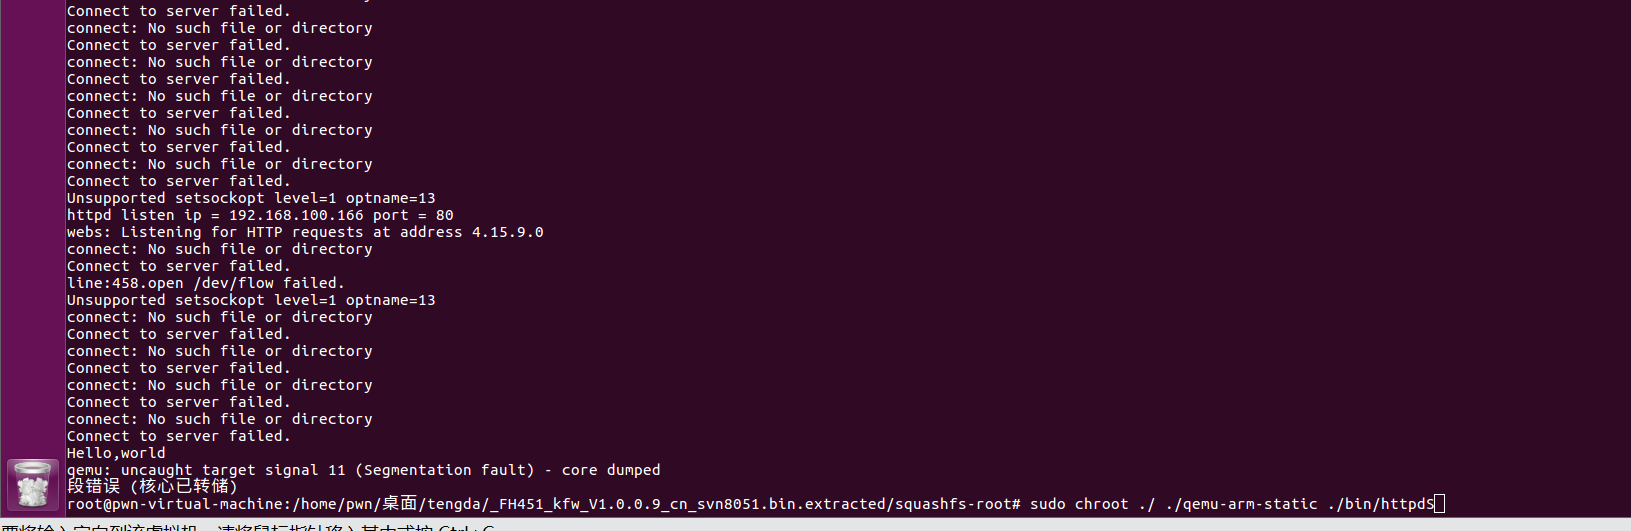 Connect to server failed.
connect: No such file or directory
Connect to server failed.
connect: No such file or directory
Connect to server failed.
connect: No such file or directory
Connect to server failed.
connect: No such file or directory
Connect to server failed.
connect: No such file or directory
Connect to server failed.
Unsupported setsockopt level=1 optname=13
httpd listen ip = 192.168.100.166 port = 80
webs: Listening for HTTP requests at address 4.15.9.0
connect: No such file or directory
Connect to server failed.
line:458.open /dev/flow failed.
Unsupported setsockopt level=1 optname=13
connect: No such file or directory
Connect to server failed.
connect: No such file or directory
Connect to server failed.
connect: No such file or directory
Connect to server failed.
connect: No such file or directory
Connect to server failed.
Hello,world
qemu: uncaught target signal 11 (Segmentation fault) - core dumped
段错误 (核心已转储)
root@pwn-virtual-machine:/home/pwn/桌面/tengda/_FH451_kfw_V1.0.0.9_cn_svn8051.bin.extracted/squashfs-root# sudo chroot ./ ./qemu-arm-static ./bin/httpdS